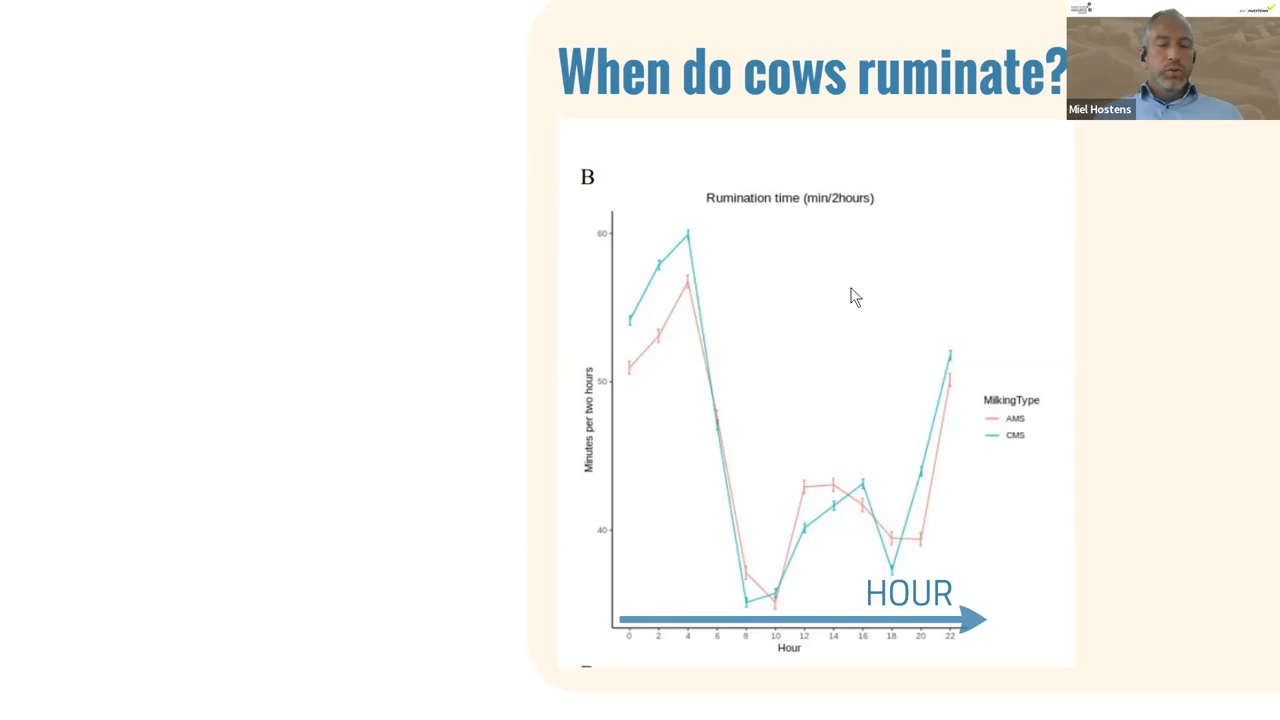 When do cows ruminate?
nutrition
Miel Hostens
B
Rumination time (min/2hours)
60
50
40
Minutes per two hours
MilkingType
AMS
CMS
HOUR
0 2 4 6 8 10 12 14 16 18 20 22
Hour